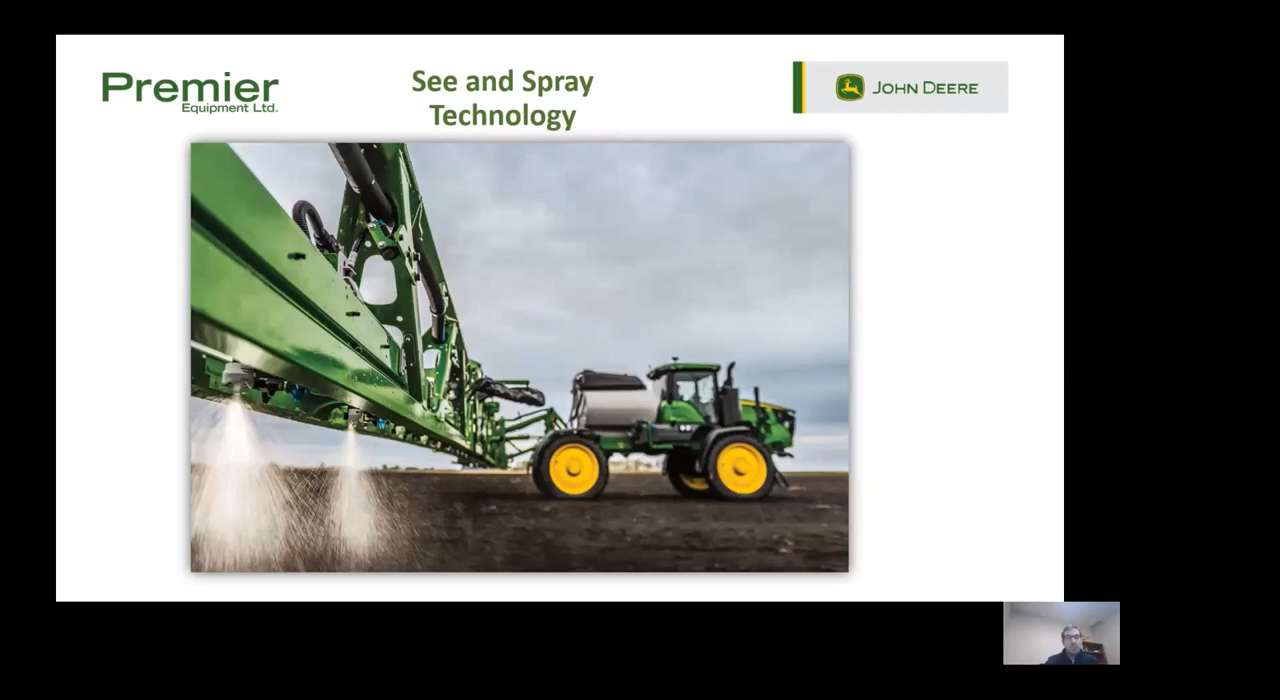 Premier
Equipment Ltd.
See and Spray
Technology
JOHN DEERE